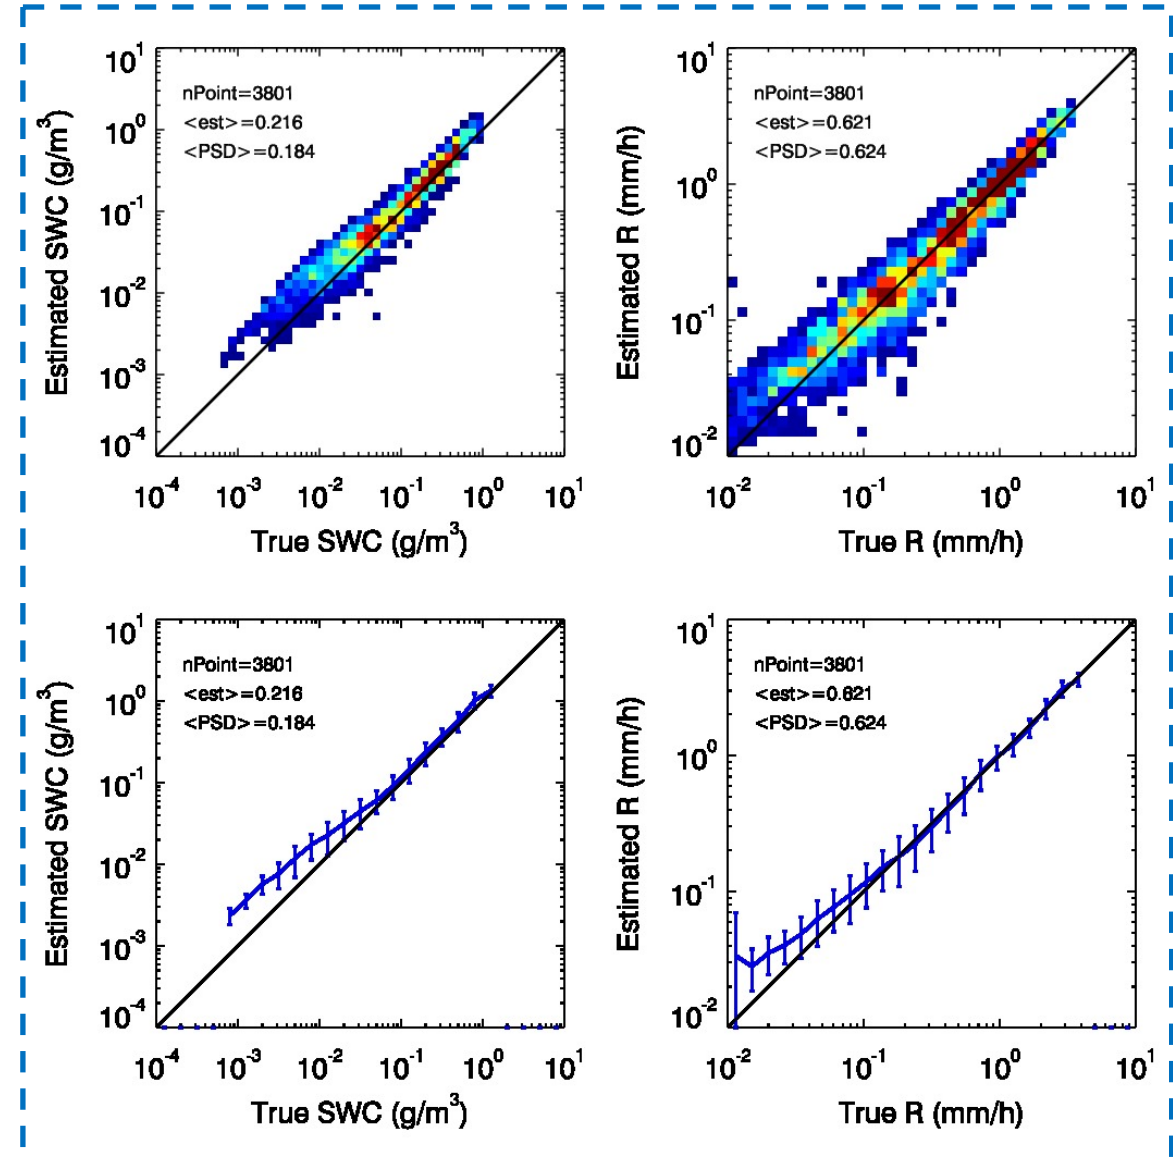 nPoint=3801
<est>=0.216
<PSD>=0.184
Estimated SWC (g/m³)
10¹
10⁰
10⁻¹
10⁻²
10⁻³
10⁻⁴
10⁻⁴ 10⁻³ 10⁻² 10⁻¹ 10⁰ 10¹
True SWC (g/m³)
nPoint=3801
<est>=0.621
<PSD>=0.624
Estimated R (mm/h)
10¹
10⁰
10⁻¹
10⁻²
10⁻² 10⁻¹ 10⁰ 10¹
True R (mm/h)
nPoint=3801
<est>=0.216
<PSD>=0.184
Estimated SWC (g/m³)
10¹
10⁰
10⁻¹
10⁻²
10⁻³
10⁻⁴
10⁻⁴ 10⁻³ 10⁻² 10⁻¹ 10⁰ 10¹
True SWC (g/m³)
nPoint=3801
<est>=0.621
<PSD>=0.624
Estimated R (mm/h)
10¹
10⁰
10⁻¹
10⁻²
10⁻² 10⁻¹ 10⁰ 10¹
True R (mm/h)